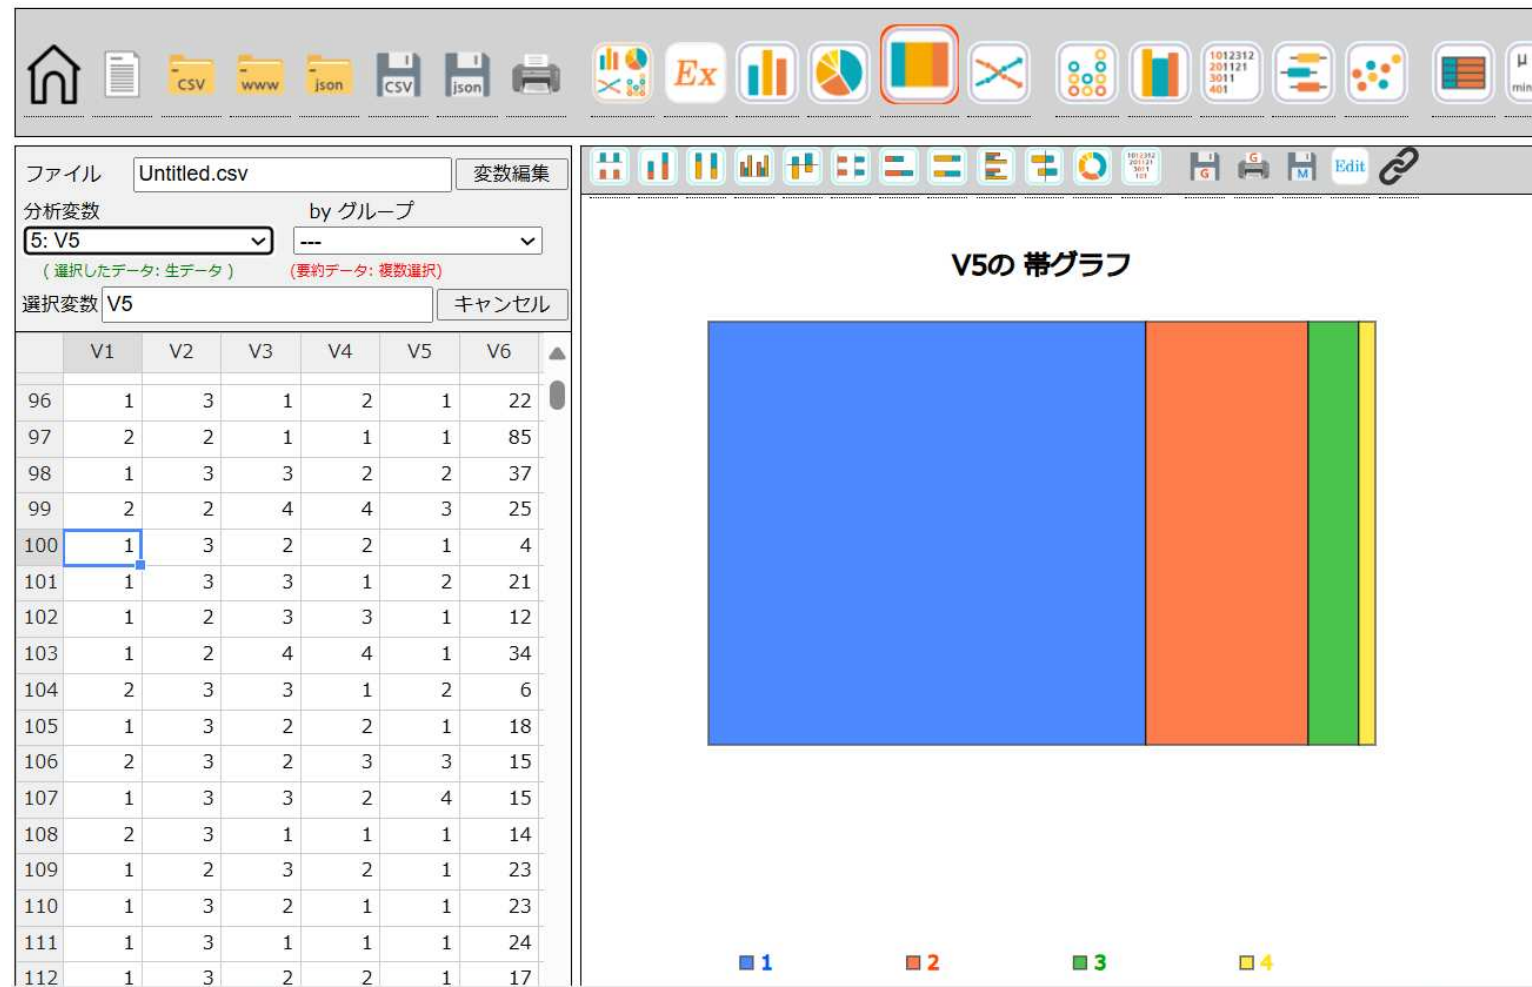 CSV www json CSV json Ex 1012312 μ
201121
3011
401 min
ファイル Untitled.csv 変数編集
分析変数 by グループ
5: V5 ---
( 選択したデータ: 生データ ) (要約データ: 複数選択)
選択変数 V5 キャンセル
G G M Edit
V5の 帯グラフ
V1 V2 V3 V4 V5 V6
96 1 3 1 2 1 22
97 2 2 1 1 1 85
98 1 3 3 2 2 37
99 2 2 4 4 3 25
100 1 3 2 2 1 4
101 1 3 3 1 2 21
102 1 2 3 3 1 12
103 1 2 4 4 1 34
104 2 3 3 1 2 6
105 1 3 2 2 1 18
106 2 3 2 3 3 15
107 1 3 3 2 4 15
108 2 3 1 1 1 14
109 1 2 3 2 1 23
110 1 3 2 1 1 23
111 1 3 1 1 1 24
112 1 3 2 2 1 17
1 2 3 4